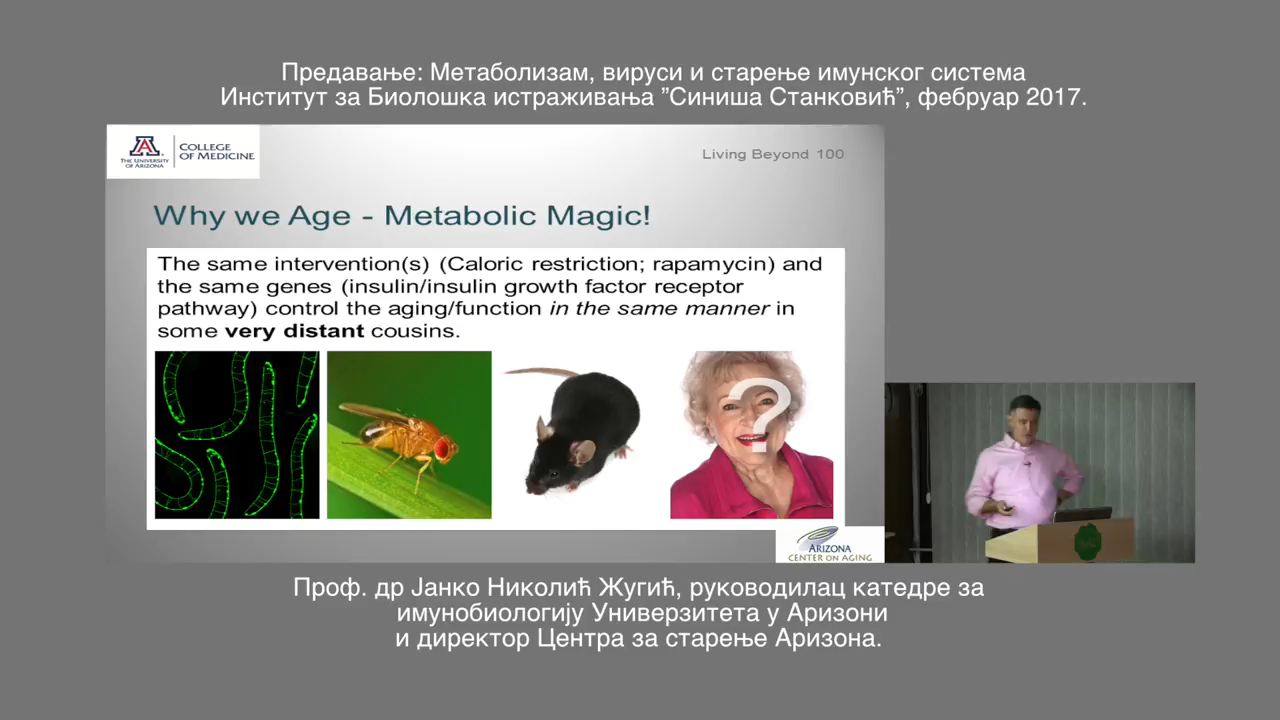 Предавање: Метаболизам, вируси и старење имунског система
Институт за Биолошка истраживања ”Синиша Станковић”, фебруар 2017.
THE UNIVERSITY
OF ARIZONA
COLLEGE
OF MEDICINE
Living Beyond 100
Why we Age - Metabolic Magic!
The same intervention(s) (Caloric restriction; rapamycin) and
the same genes (insulin/insulin growth factor receptor
pathway) control the aging/function in the same manner in
some very distant cousins.
?
ARIZONA
CENTER ON AGING
Проф. др Јанко Николић Жугић, руководилац катедре за
имунобиологију Универзитета у Аризони
и директор Центра за старење Аризона.